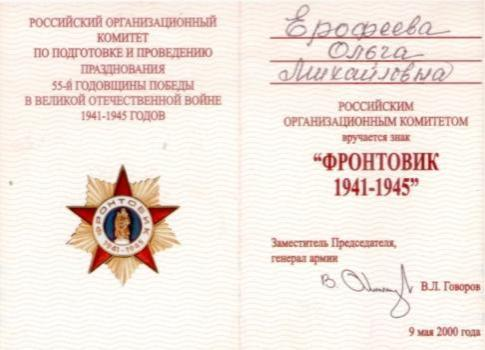 РОССИЙСКИЙ ОРГАНИЗАЦИОННЫЙ
КОМИТЕТ
ПО ПОДГОТОВКЕ И ПРОВЕДЕНИЮ
ПРАЗДНОВАНИЯ
55-Й ГОДОВЩИНЫ ПОБЕДЫ
В ВЕЛИКОЙ ОТЕЧЕСТВЕННОЙ ВОЙНЕ
1941-1945 ГОДОВ
ФРОНТОВИК
1941-1945
Ерофеева
Ольга
Михайловна
РОССИЙСКИМ
ОРГАНИЗАЦИОННЫМ КОМИТЕТОМ
вручается знак
"ФРОНТОВИК
1941-1945"
Заместитель Председателя,
генерал армии
В.Л. Говоров
9 мая 2000 года